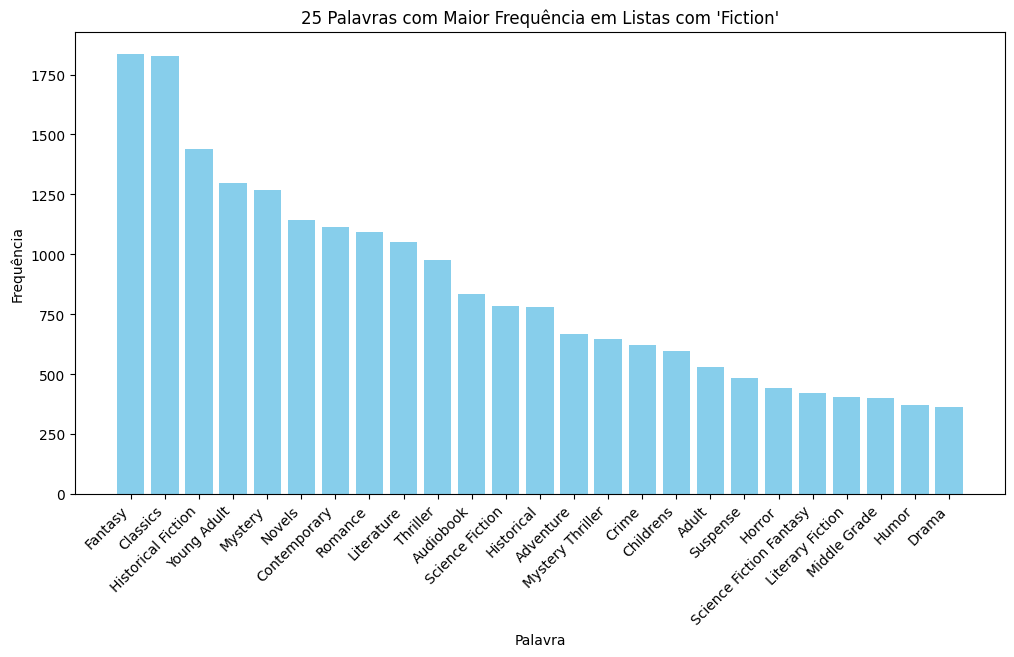 25 Palavras com Maior Frequência em Listas com 'Fiction'
Frequência
1750
1500
1250
1000
750
500
250
0
Fantasy
Classics
Historical Fiction
Young Adult
Mystery
Novels
Contemporary
Romance
Literature
Thriller
Audiobook
Science Fiction
Historical
Adventure
Mystery Thriller
Crime
Childrens
Adult
Suspense
Horror
Science Fiction Fantasy
Literary Fiction
Middle Grade
Humor
Drama
Palavra